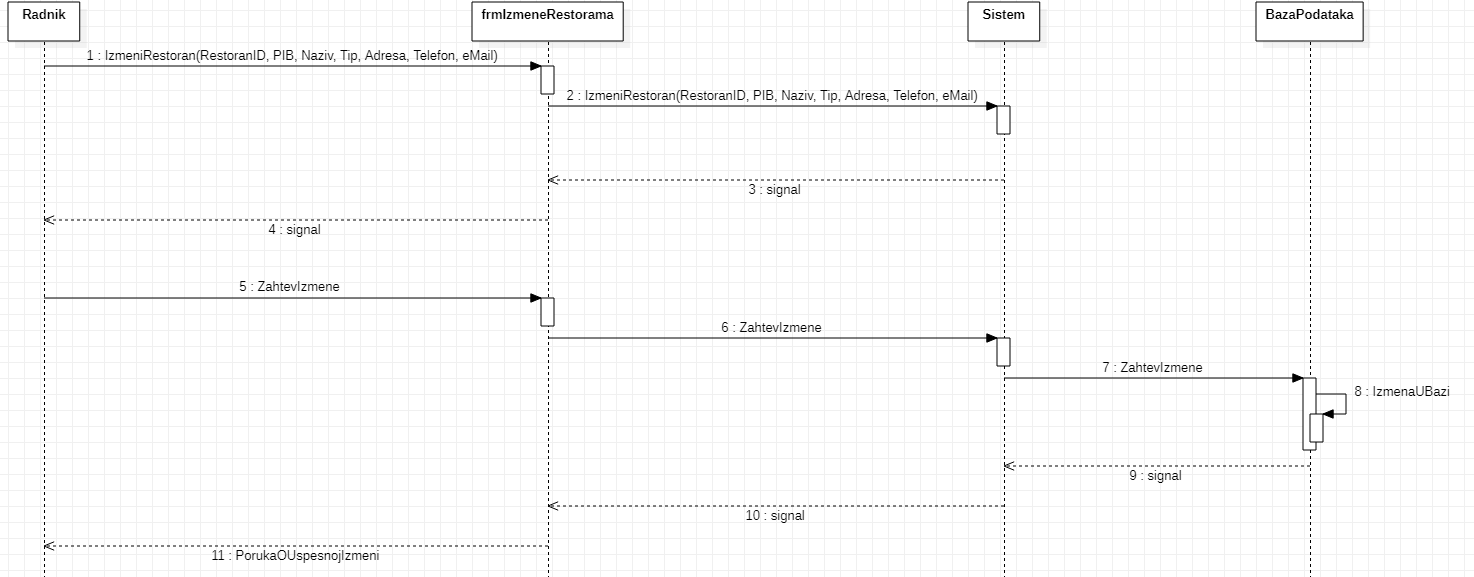 Radnik
frmIzmeneRestorama
Sistem
BazaPodataka
1 : IzmeniRestoran(RestoranID, PIB, Naziv, Tip, Adresa, Telefon, eMail)
2 : IzmeniRestoran(RestoranID, PIB, Naziv, Tip, Adresa, Telefon, eMail)
3 : signal
4 : signal
5 : ZahtevIzmene
6 : ZahtevIzmene
7 : ZahtevIzmene
8 : IzmenaUBazi
9 : signal
10 : signal
11 : PorukaOUspesnojIzmeni